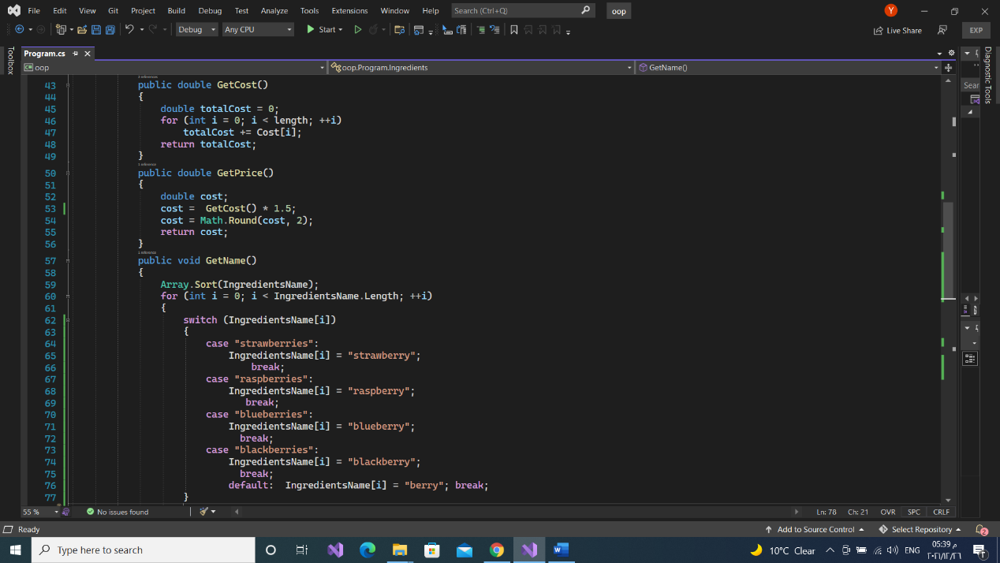 File Edit View Git Project Build Debug Test Analyze Tools Extensions Window Help Search (Ctrl+Q) oop Y
Debug Any CPU Start Live Share EXP
Toolbox
Program.cs
oop oop.Program.Ingredients GetName()
Diagnostic Tools
Sear
3 references
43 public double GetCost()
44 {
45 double totalCost = 0;
46 for (int i = 0; i < length; ++i)
47 totalCost += Cost[i];
48 return totalCost;
49 }
1 reference
50 public double GetPrice()
51 {
52 double cost;
53 cost =  GetCost() * 1.5;
54 cost = Math.Round(cost, 2);
55 return cost;
56 }
1 reference
57 public void GetName()
58 {
59 Array.Sort(IngredientsName);
60 for (int i = 0; i < IngredientsName.Length; ++i)
61 {
62 switch (IngredientsName[i])
63 {
64 case "strawberries":
65 IngredientsName[i] = "strawberry";
66 break;
67 case "raspberries":
68 IngredientsName[i] = "raspberry";
69 break;
70 case "blueberries":
71 IngredientsName[i] = "blueberry";
72 break;
73 case "blackberries":
74 IngredientsName[i] = "blackberry";
75 break;
76 default:  IngredientsName[i] = "berry"; break;
77 }
55 % No issues found Ln: 78 Ch: 21 OVR SPC CRLF
Ready Add to Source Control Select Repository 2
Type here to search 10°C Clear ENG 05:39 م
٢٠٢١/١٢/٢٦